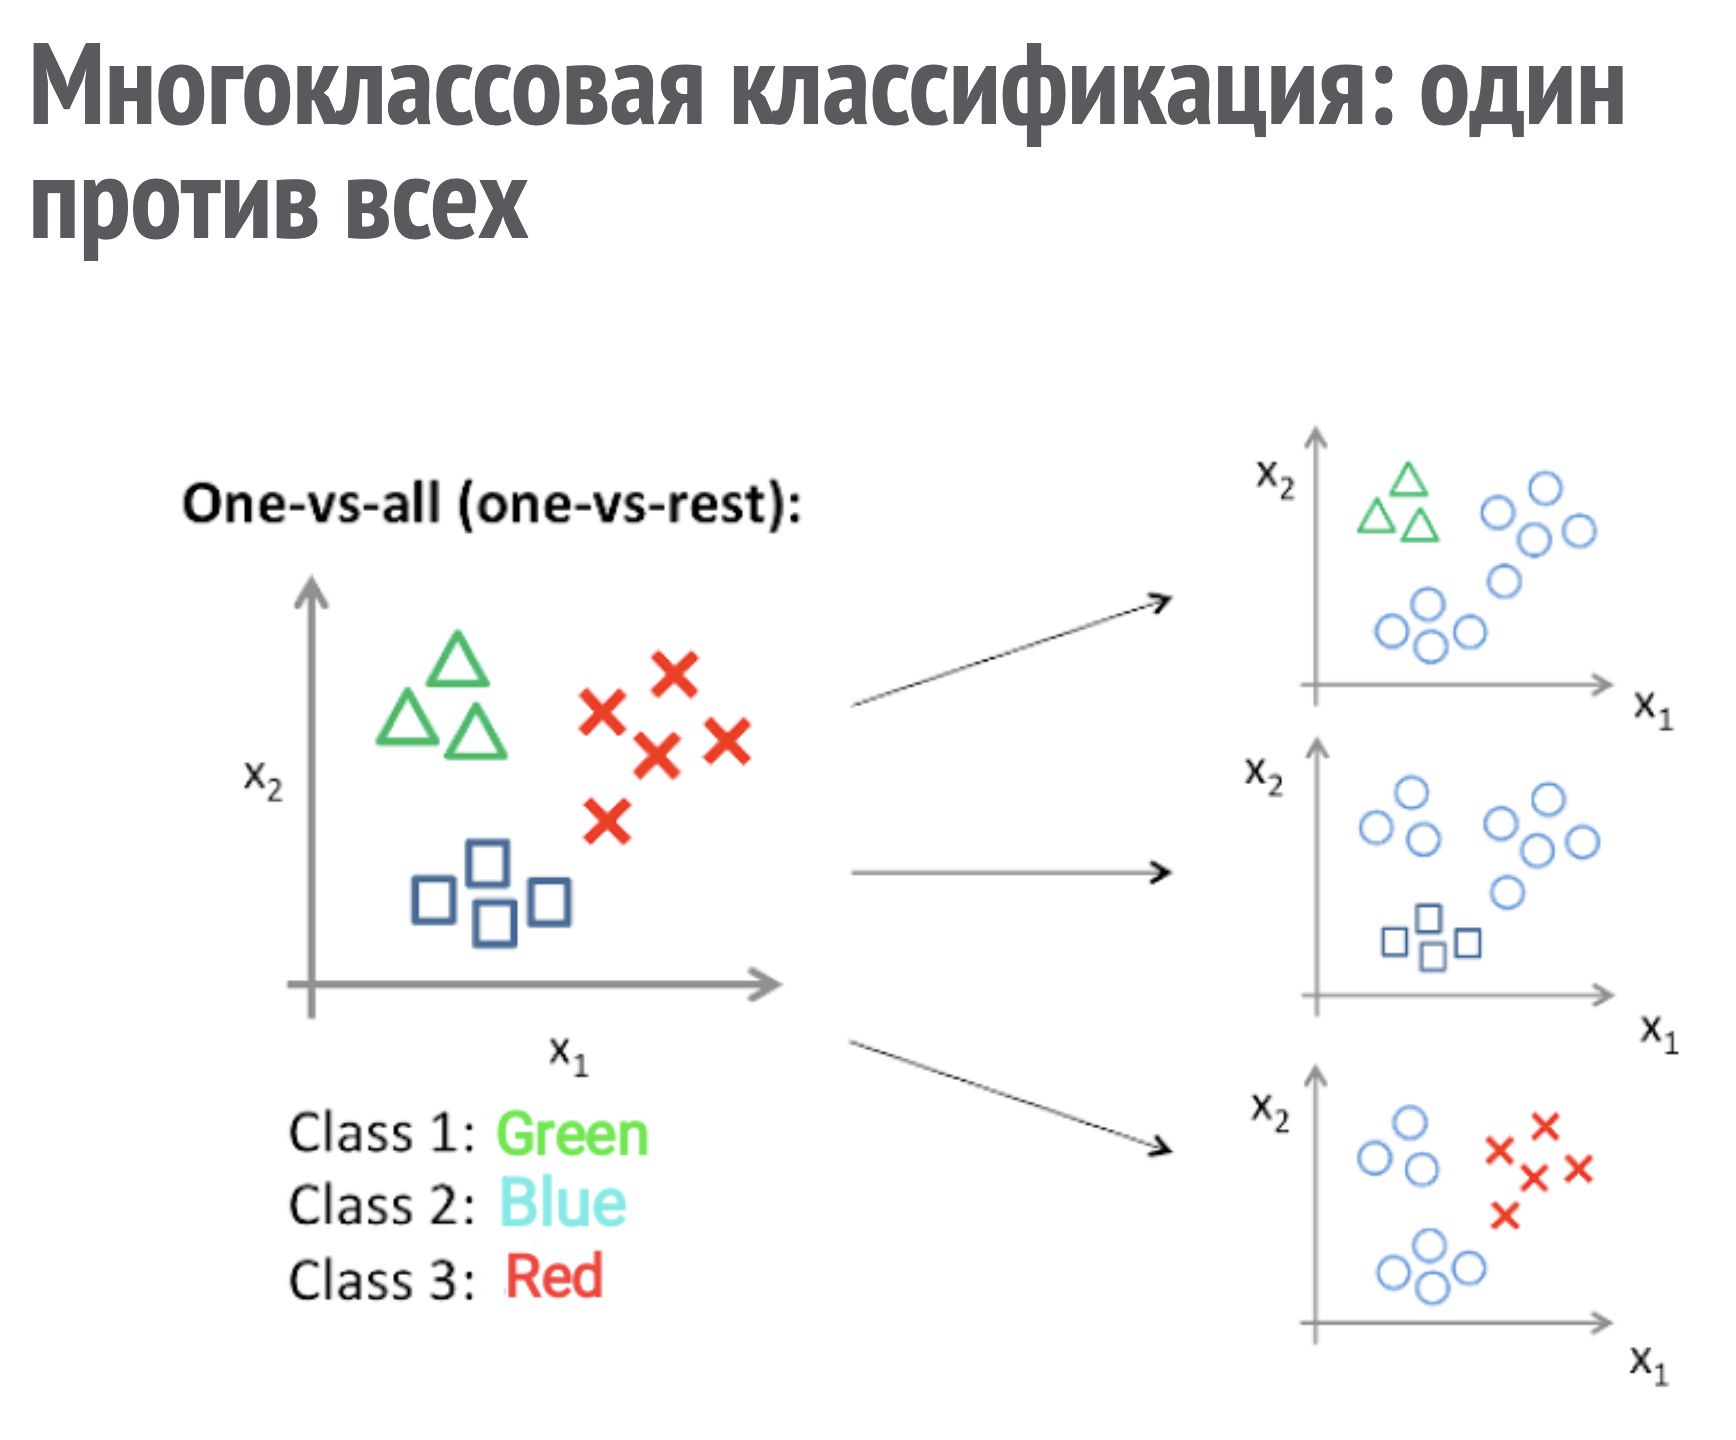 Многоклассовая классификация: один
против всех
One-vs-all (one-vs-rest):
x₂
x₁
Class 1: Green
Class 2: Blue
Class 3: Red
x₂
x₁
x₂
x₁
x₂
x₁